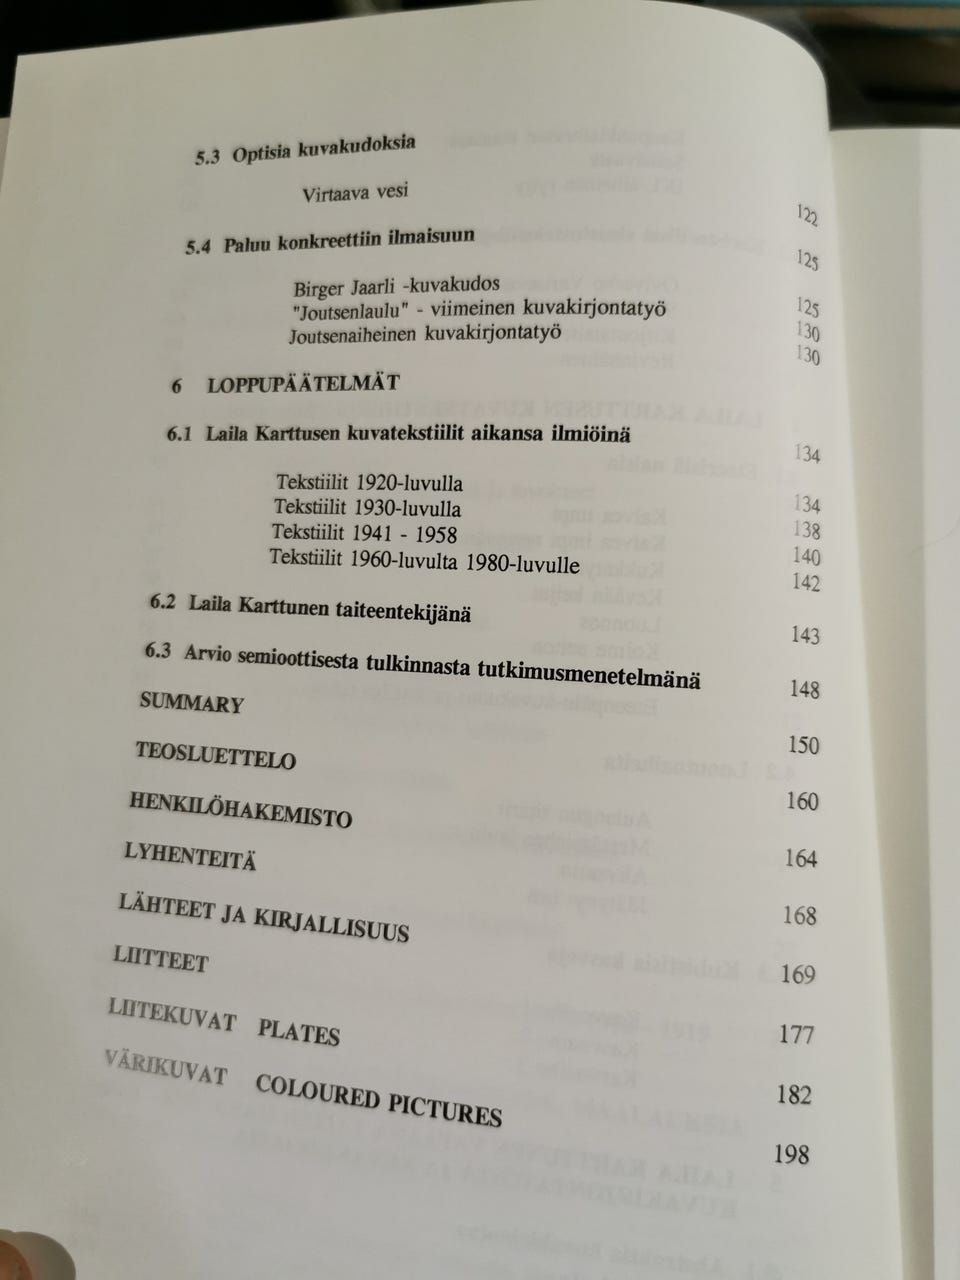 5.3 Optisia kuvakudoksia
Virtaava vesi 122
5.4 Paluu konkreettiin ilmaisuun 125
Birger Jaarli -kuvakudos 125
"Joutsenlaulu" - viimeinen kuvakirjontatyö 130
Joutsenaiheinen kuvakirjontatyö 130
6 LOPPUPÄÄTELMÄT
6.1 Laila Karttusen kuvatekstiilit aikansa ilmiöinä 134
Tekstiilit 1920-luvulla 134
Tekstiilit 1930-luvulla 138
Tekstiilit 1941 - 1958 140
Tekstiilit 1960-luvulta 1980-luvulle 142
6.2 Laila Karttunen taiteentekijänä 143
6.3 Arvio semioottisesta tulkinnasta tutkimusmenetelmänä 148
SUMMARY 150
TEOSLUETTELO 160
HENKILÖHAKEMISTO 164
LYHENTEITÄ 168
LÄHTEET JA KIRJALLISUUS 169
LIITTEET 177
LIITEKUVAT PLATES 182
VÄRIKUVAT COLOURED PICTURES 198